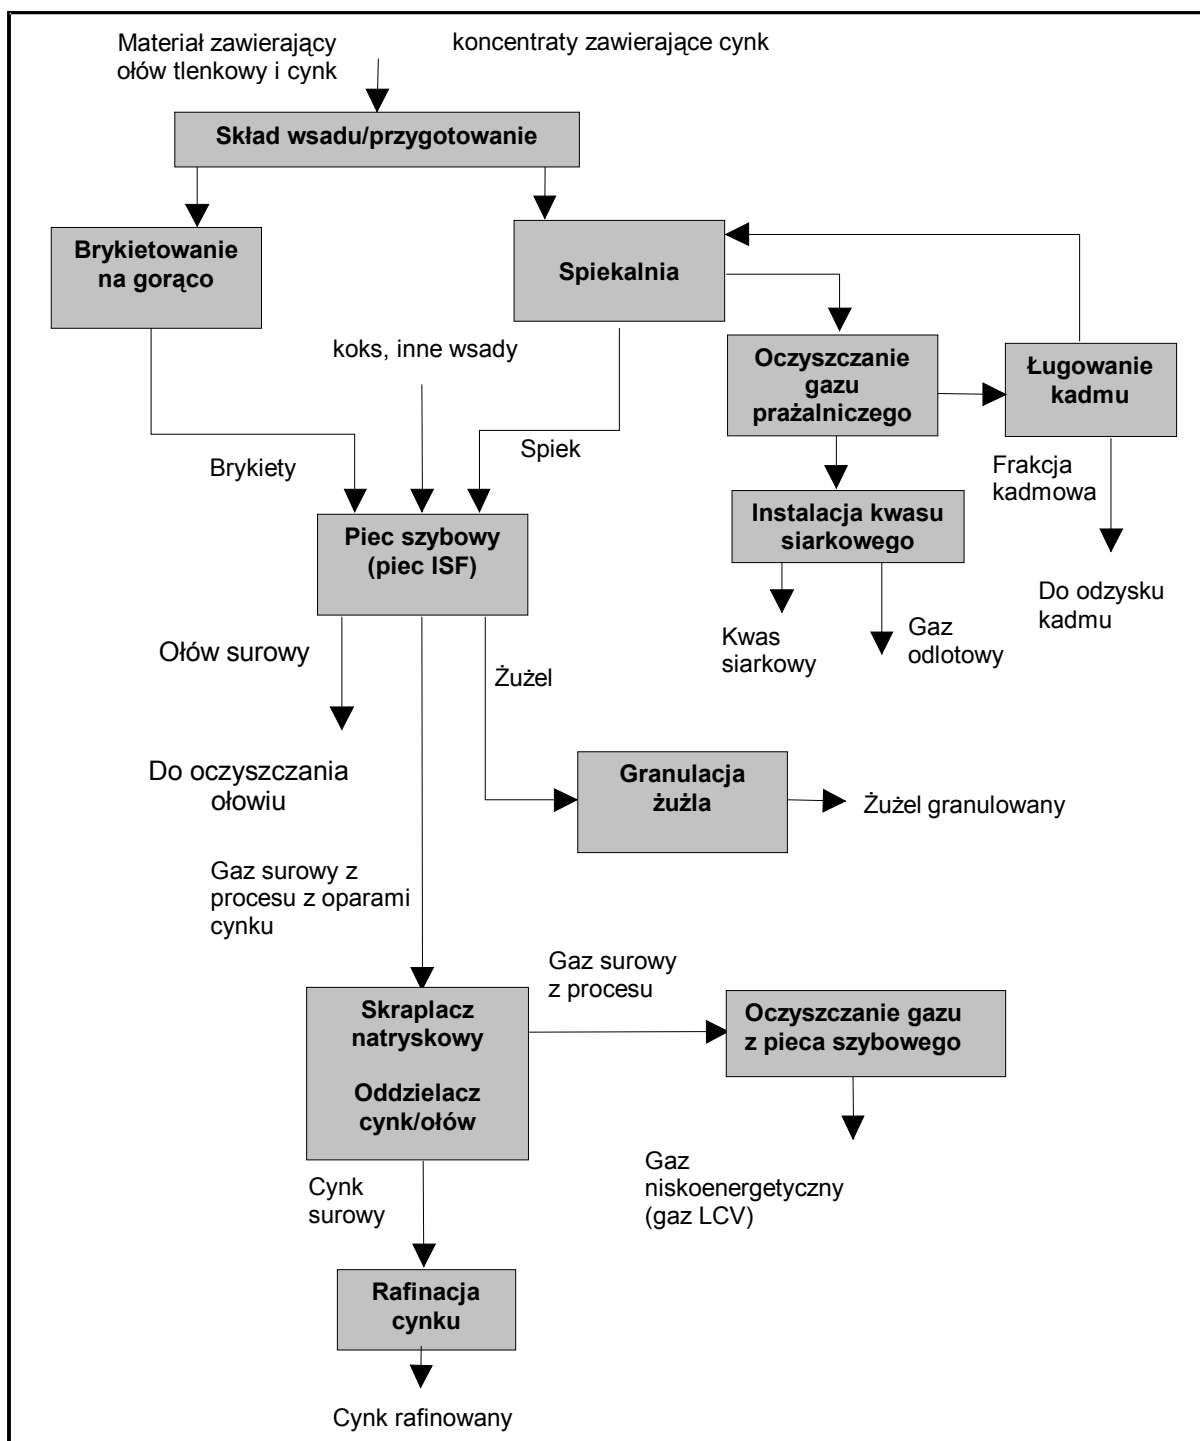 Materiał zawierający
ołów tlenkowy i cynk
koncentraty zawierające cynk
Skład wsadu/przygotowanie
Brykietowanie
na gorąco
Spiekalnia
koks, inne wsady
Oczyszczanie
gazu
prażalniczego
Ługowanie
kadmu
Brykiety
Spiek
Frakcja
kadmowa
Piec szybowy
(piec ISF)
Instalacja kwasu
siarkowego
Do odzysku
kadmu
Kwas
siarkowy
Gaz
odlotowy
Ołów surowy
Żużel
Do oczyszczania
ołowiu
Granulacja
żużla
Żużel granulowany
Gaz surowy z
procesu z oparami
cynku
Gaz surowy
z procesu
Skraplacz
natryskowy
Oddzielacz
cynk/ołów
Oczyszczanie gazu
z pieca szybowego
Cynk
surowy
Gaz
niskoenergetyczny
(gaz LCV)
Rafinacja
cynku
Cynk rafinowany